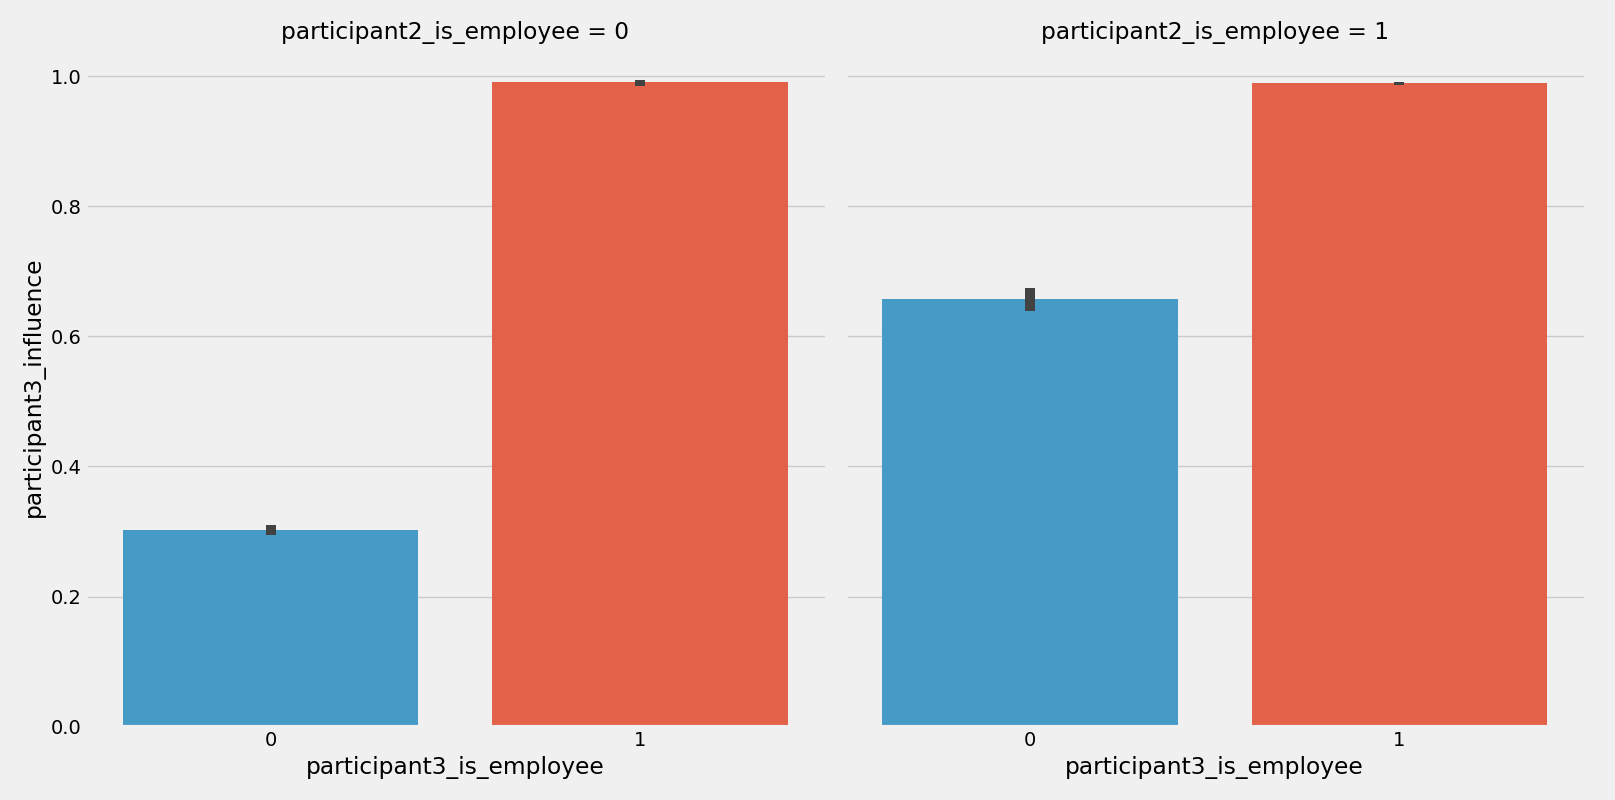 participant2_is_employee = 0
participant2_is_employee = 1
participant3_influence
1.0
0.8
0.6
0.4
0.2
0.0
0
1
0
1
participant3_is_employee
participant3_is_employee